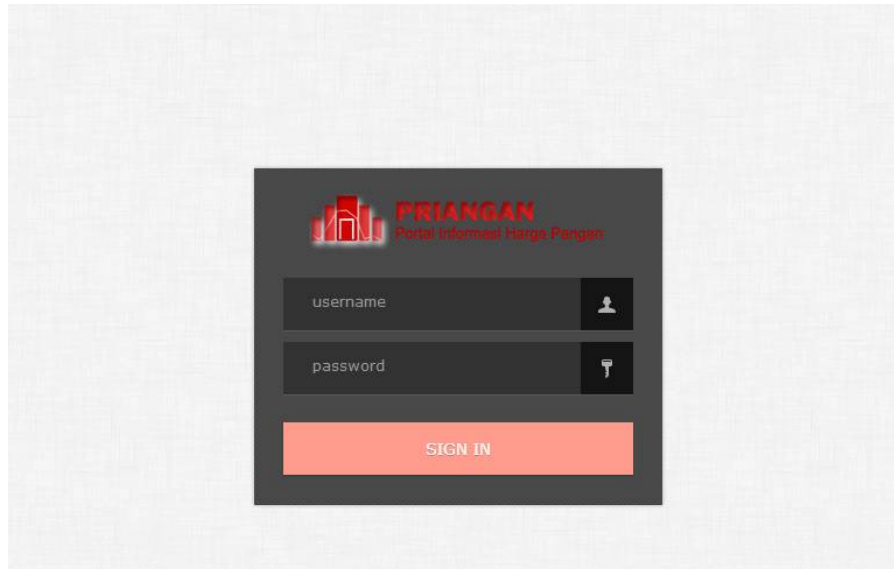 PRIANGAN
Portal Informasi Harga Pangan
username
password
SIGN IN